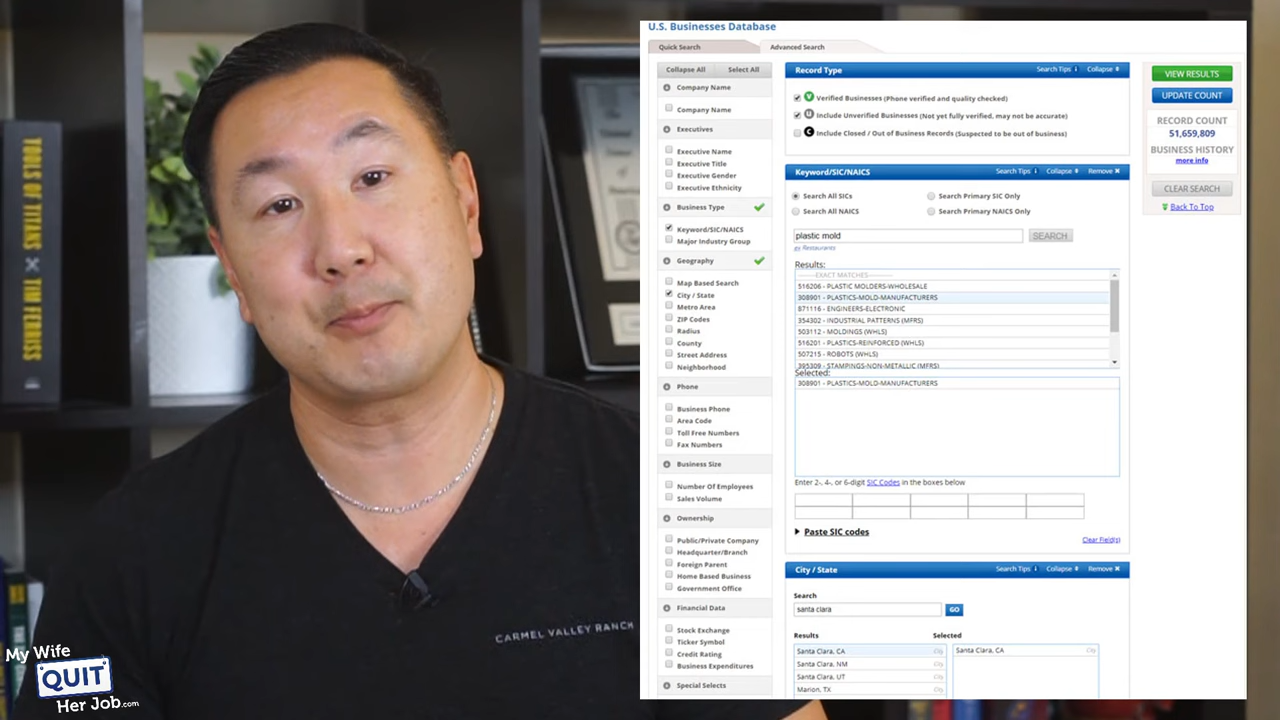 TOOLS OF TITANS
TIM FERRISS
CARMEL VALLEY RANCH
My Wife
QUIT
Her Job.com
U.S. Businesses Database
Quick Search
Advanced Search
Collapse All
Select All
Company Name
Company Name
Executives
Executive Name
Executive Title
Executive Gender
Executive Ethnicity
Business Type
Keyword/SIC/NAICS
Major Industry Group
Geography
Map Based Search
City / State
Metro Area
ZIP Codes
Radius
County
Street Address
Neighborhood
Phone
Business Phone
Area Code
Toll Free Numbers
Fax Numbers
Business Size
Number Of Employees
Sales Volume
Ownership
Public/Private Company
Headquarter/Branch
Foreign Parent
Home Based Business
Government Office
Financial Data
Stock Exchange
Ticker Symbol
Credit Rating
Business Expenditures
Special Selects
Record Type
Search Tips
Collapse
V Verified Businesses (Phone verified and quality checked)
U Include Unverified Businesses (Not yet fully verified, may not be accurate)
C Include Closed / Out of Business Records (Suspected to be out of business)
Keyword/SIC/NAICS
Search Tips
Collapse
Remove
Search All SICs
Search Primary SIC Only
Search All NAICS
Search Primary NAICS Only
plastic mold
SEARCH
Restaurants
Results:
--------EXACT MATCHES--------
516206 - PLASTIC MOLDERS-WHOLESALE
308901 - PLASTICS-MOLD-MANUFACTURERS
871116 - ENGINEERS-ELECTRONIC
354302 - INDUSTRIAL PATTERNS (MFRS)
503112 - MOLDINGS (WHLS)
516201 - PLASTICS-REINFORCED (WHLS)
507215 - ROBOTS (WHLS)
395309 - STAMPINGS-NON-METALLIC (MFRS)
Selected:
308901 - PLASTICS-MOLD-MANUFACTURERS
Enter 2-, 4-, or 6-digit SIC Codes in the boxes below
Paste SIC codes
Clear Field(s)
City / State
Search Tips
Collapse
Remove
Search
santa clara
GO
Results
Selected
Santa Clara, CA City
Santa Clara, NM City
Santa Clara, UT City
Marion, TX City
Santa Clara, CA City
VIEW RESULTS
UPDATE COUNT
RECORD COUNT
51,659,809
BUSINESS HISTORY
more info
CLEAR SEARCH
Back To Top